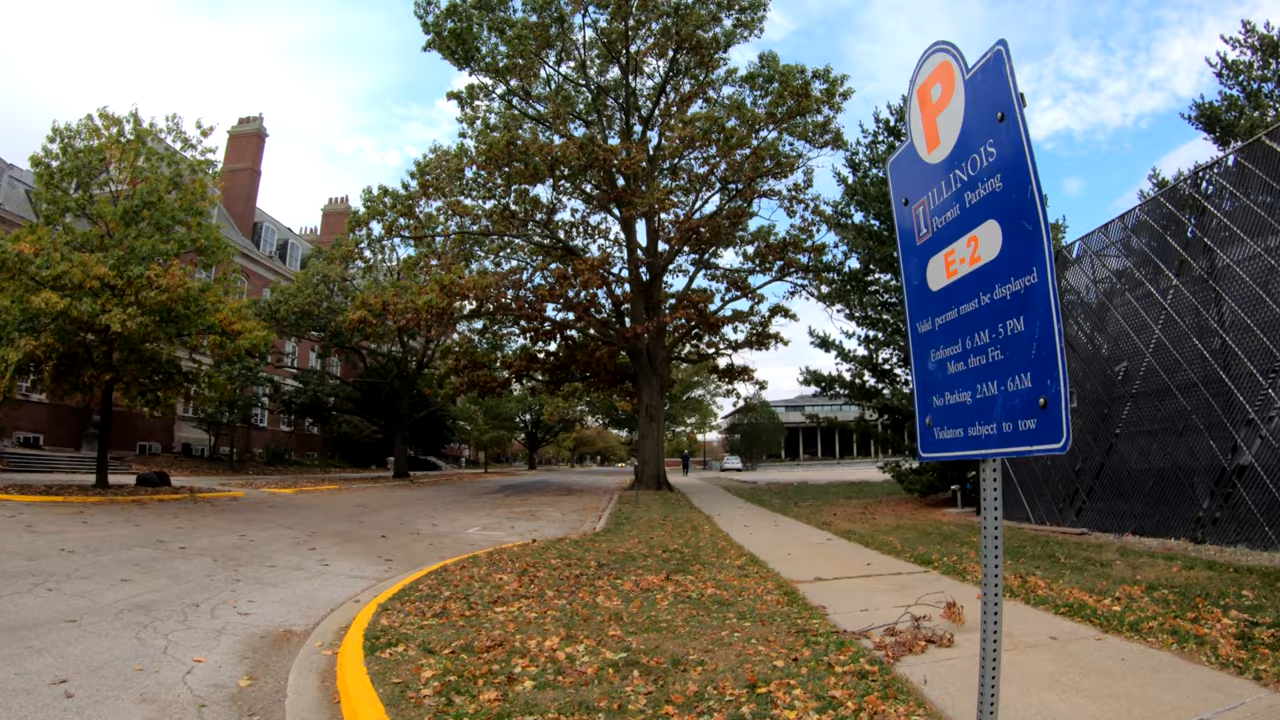 P
I ILLINOIS
Permit Parking
E-2
Valid permit must be displayed
Enforced 6 AM - 5 PM
Mon. thru Fri.
No Parking 2AM - 6AM
Violators subject to tow